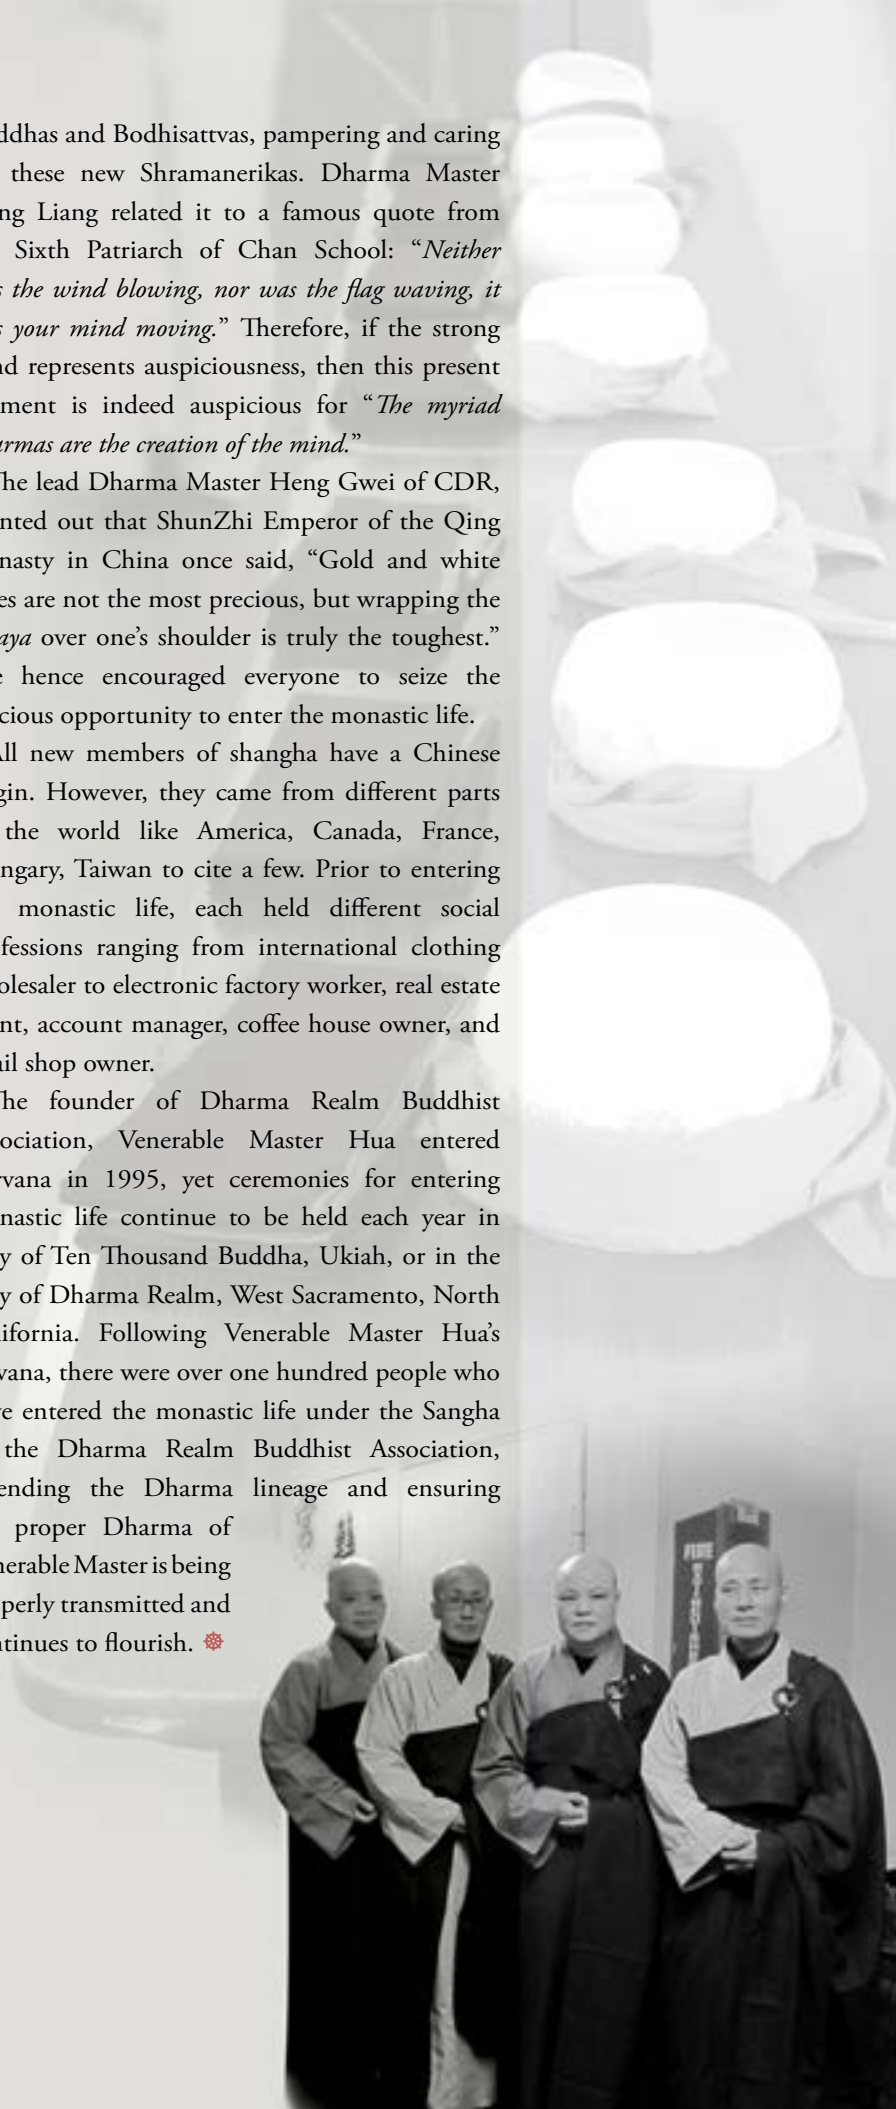 ddhas and Bodhisattvas, pampering and caring
these new Shramanerikas. Dharma Master
ng Liang related it to a famous quote from
Sixth Patriarch of Chan School: “Neither
s the wind blowing, nor was the flag waving, it
s your mind moving.” Therefore, if the strong
nd represents auspiciousness, then this present
ment is indeed auspicious for “The myriad
armas are the creation of the mind.”
The lead Dharma Master Heng Gwei of CDR,
nted out that ShunZhi Emperor of the Qing
nasty in China once said, “Gold and white
es are not the most precious, but wrapping the
aya over one’s shoulder is truly the toughest.”
e hence encouraged everyone to seize the
cious opportunity to enter the monastic life.
All new members of shangha have a Chinese
gin. However, they came from different parts
the world like America, Canada, France,
ngary, Taiwan to cite a few. Prior to entering
monastic life, each held different social
fessions ranging from international clothing
olesaler to electronic factory worker, real estate
nt, account manager, coffee house owner, and
ail shop owner.
The founder of Dharma Realm Buddhist
ociation, Venerable Master Hua entered
rvana in 1995, yet ceremonies for entering
nastic life continue to be held each year in
y of Ten Thousand Buddha, Ukiah, or in the
y of Dharma Realm, West Sacramento, North
lifornia. Following Venerable Master Hua’s
vana, there were over one hundred people who
ve entered the monastic life under the Sangha
the Dharma Realm Buddhist Association,
ending the Dharma lineage and ensuring
proper Dharma of
nerable Master is being
perly transmitted and
ntinues to flourish.
FIRE